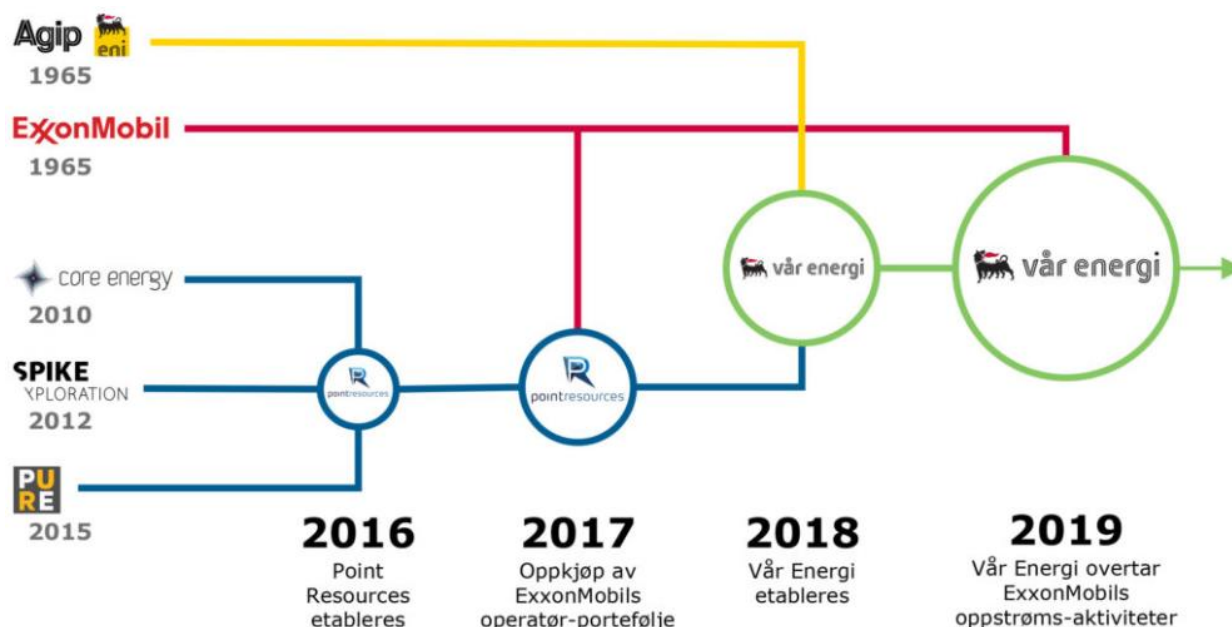 Agip
eni
1965
ExxonMobil
1965
core energy
2010
SPIKE
XPLORATION
2012
PU
RE
2015
pointresources
pointresources
vår energi
vår energi
2016
Point
Resources
etableres
2017
Oppkjøp av
ExxonMobils
operatør-portefølje
2018
Vår Energi
etableres
2019
Vår Energi overtar
ExxonMobils
oppstrøms-aktiviteter